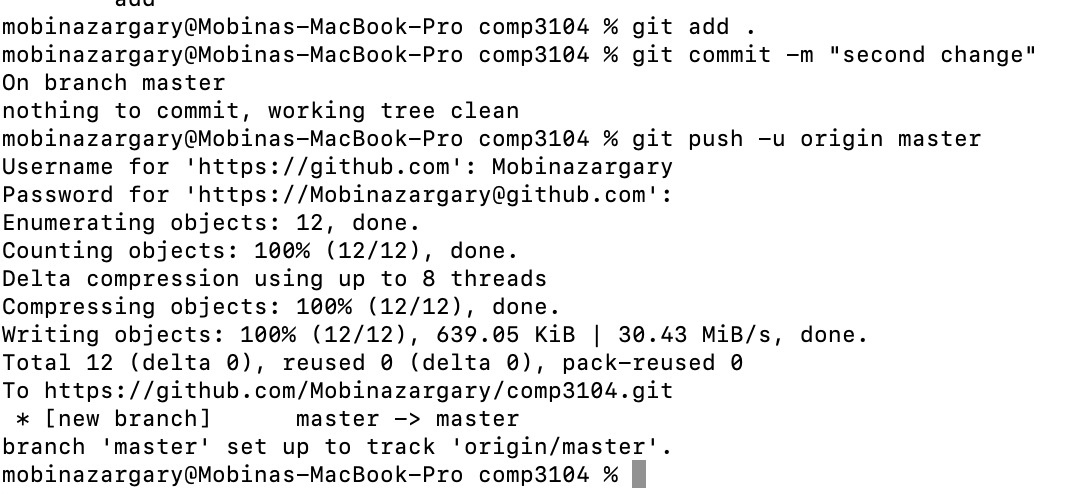 add
mobinazargary@Mobinas-MacBook-Pro comp3104 % git add .
mobinazargary@Mobinas-MacBook-Pro comp3104 % git commit -m "second change"
On branch master
nothing to commit, working tree clean
mobinazargary@Mobinas-MacBook-Pro comp3104 % git push -u origin master
Username for 'https://github.com': Mobinazargary
Password for 'https://Mobinazargary@github.com':
Enumerating objects: 12, done.
Counting objects: 100% (12/12), done.
Delta compression using up to 8 threads
Compressing objects: 100% (12/12), done.
Writing objects: 100% (12/12), 639.05 KiB | 30.43 MiB/s, done.
Total 12 (delta 0), reused 0 (delta 0), pack-reused 0
To https://github.com/Mobinazargary/comp3104.git
 * [new branch]      master -> master
branch 'master' set up to track 'origin/master'.
mobinazargary@Mobinas-MacBook-Pro comp3104 %